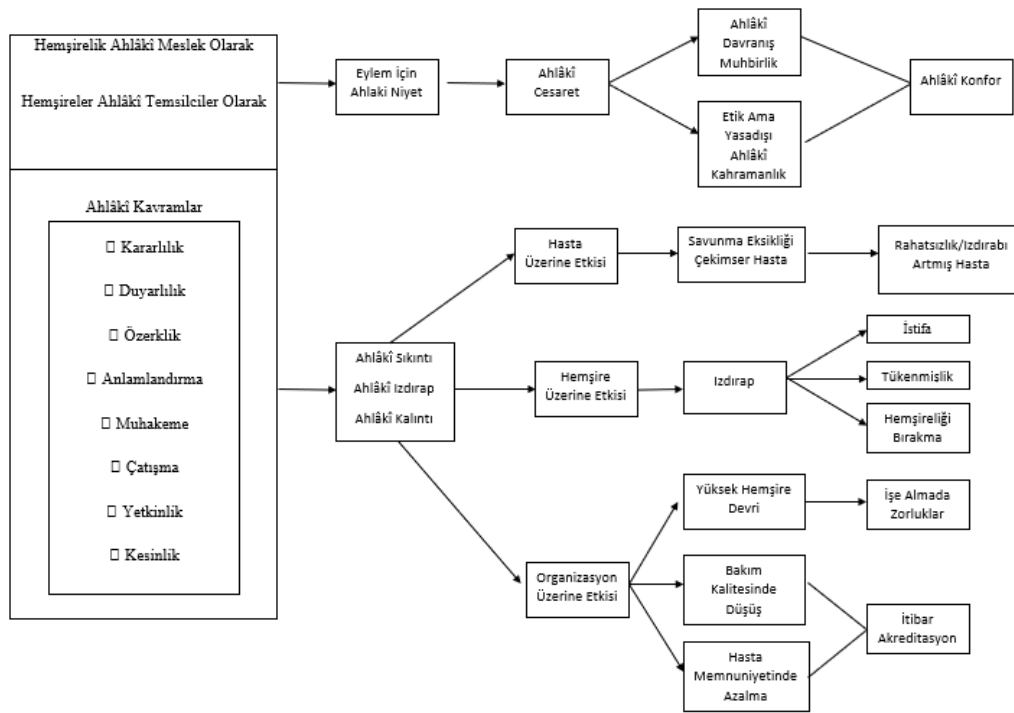 Hemşirelik Ahlâkî Meslek Olarak
Hemşireler Ahlâkî Temsilciler Olarak
Ahlâkî Kavramlar
Kararlılık
Duyarlılık
Özerklik
Anlamlandırma
Muhakeme
Çatışma
Yetkinlik
Kesinlik
Eylem İçin
Ahlaki Niyet
Ahlâkî
Cesaret
Ahlâkî
Davranış
Muhbirlik
Etik Ama
Yasadışı
Ahlâkî
Kahramanlık
Ahlâkî Konfor
Ahlâkî Sıkıntı
Ahlâkî Izdırap
Ahlâkî Kalıntı
Hasta
Üzerine Etkisi
Savunma Eksikliği
Çekimser Hasta
Rahatsızlık/Izdırabı
Artmış Hasta
Hemşire
Üzerine Etkisi
Izdırap
İstifa
Tükenmişlik
Hemşireliği
Bırakma
Organizasyon
Üzerine Etkisi
Yüksek Hemşire
Devri
İşe Almada
Zorluklar
Bakım
Kalitesinde
Düşüş
Hasta
Memnuniyetinde
Azalma
İtibar
Akreditasyon